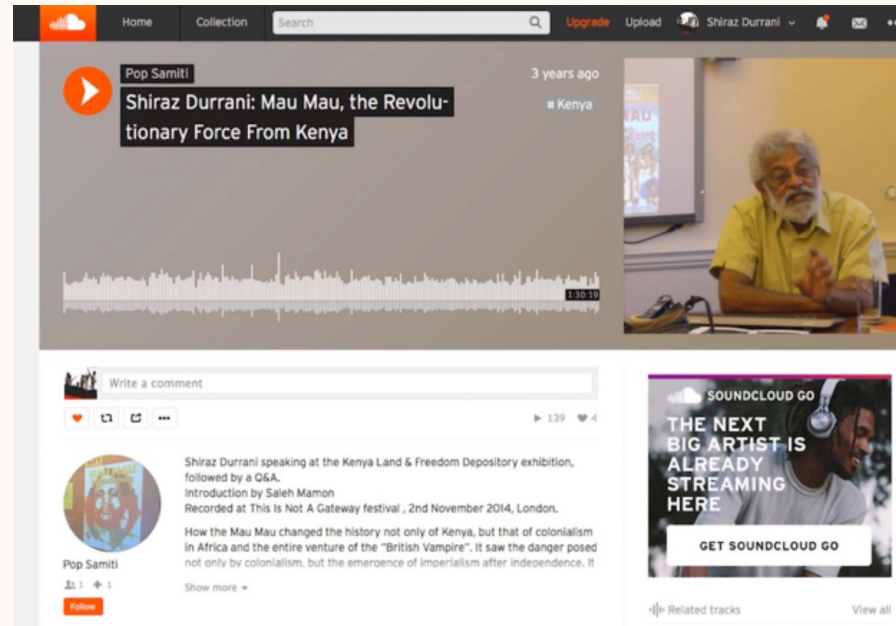 Home Collection Search Upgrade Upload Shiraz Durrani
Pop Samiti
3 years ago
Shiraz Durrani: Mau Mau, the Revolu-
tionary Force From Kenya
# Kenya
1:30:19
Write a comment
139 4
Shiraz Durrani speaking at the Kenya Land & Freedom Depository exhibition,
followed by a Q&A.
Introduction by Saleh Mamon
Recorded at This Is Not A Gateway festival , 2nd November 2014, London.
How the Mau Mau changed the history not only of Kenya, but that of colonialism
in Africa and the entire venture of the "British Vampire". It saw the danger posed
not only by colonialism, but the emergence of imperialism after independence. It
Show more
Pop Samiti
1 1
Follow
SOUNDCLOUD GO
THE NEXT
BIG ARTIST IS
ALREADY
STREAMING
HERE
GET SOUNDCLOUD GO
Related tracks
View all